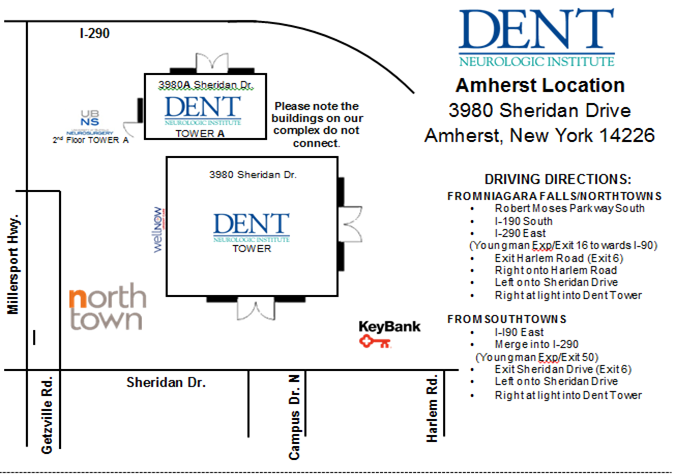 I-290
DENT
NEUROLOGIC INSTITUTE
Amherst Location
3980 Sheridan Drive
Amherst, New York 14226
3980A Sheridan Dr.
DENT
NEUROLOGIC INSTITUTE
TOWER A
Please note the
buildings on our
complex do not
connect.
UB
NS
NEUROSURGERY
2nd Floor TOWER A
3980 Sheridan Dr.
DENT
NEUROLOGIC INSTITUTE
TOWER
wellnow
Millersport Hwy.
north
town
KeyBank
Sheridan Dr.
Getzville Rd.
Campus Dr. N
Harlem Rd.
DRIVING DIRECTIONS:
FROM NIAGARA FALLS/NORTHTOWNS
• Robert Moses Parkway South
• I-190 South
• I-290 East
(Youngman Exp/Exit 16 towards I-90)
• Exit Harlem Road (Exit 6)
• Right onto Harlem Road
• Left onto Sheridan Drive
• Right at light into Dent Tower
FROM SOUTHTOWNS
• I-I90 East
• Merge into I-290
(Youngman Exp/Exit 50)
• Exit Sheridan Drive (Exit 6)
• Left onto Sheridan Drive
• Right at light into Dent Tower